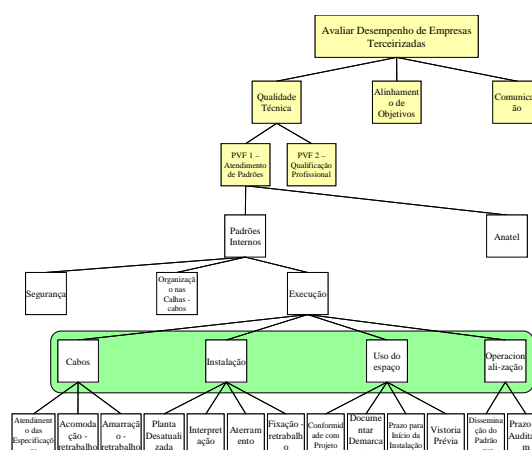 Avaliar Desempenho de Empresas
Terceirizadas
Qualidade
Técnica
Alinhament
o de
Objetivos
Comunicaç
ão
PVF 1 –
Atendimento
de Padrões
PVF 2 –
Qualificação
Profissional
Padrões
Internos
Anatel
Segurança
Organizaçã
o nas
Calhas -
cabos
Execução
Cabos
Instalação
Uso do
espaço
Operacion
ali-zação
Atendiment
o das
Especificaç
Acomoda
ção -
retrabalho
Amarraçã
o -
retrabalho
Planta
Desatuali
zada
Interpret
ação
Aterram
ento
Fixação -
retrabalh
o
Conformid
ade com
Projeto
Docume
ntar
Demarca
Prazo para
Início da
Instalação
Vistoria
Prévia
Dissemina
ção do
Padrão
Prazo
Audita